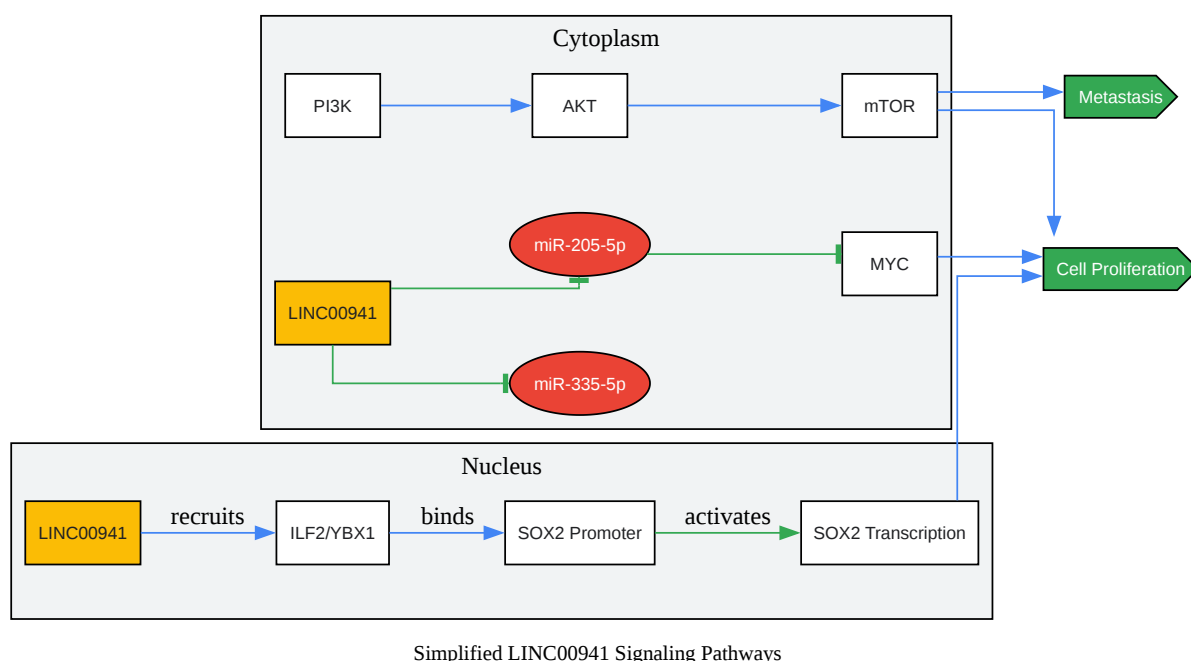 Cytoplasm
PI3K
AKT
mTOR
Metastasis
miR-205-5p
MYC
Cell Proliferation
LINC00941
miR-335-5p
Nucleus
LINC00941
recruits
ILF2/YBX1
binds
SOX2 Promoter
activates
SOX2 Transcription
Simplified LINC00941 Signaling Pathways